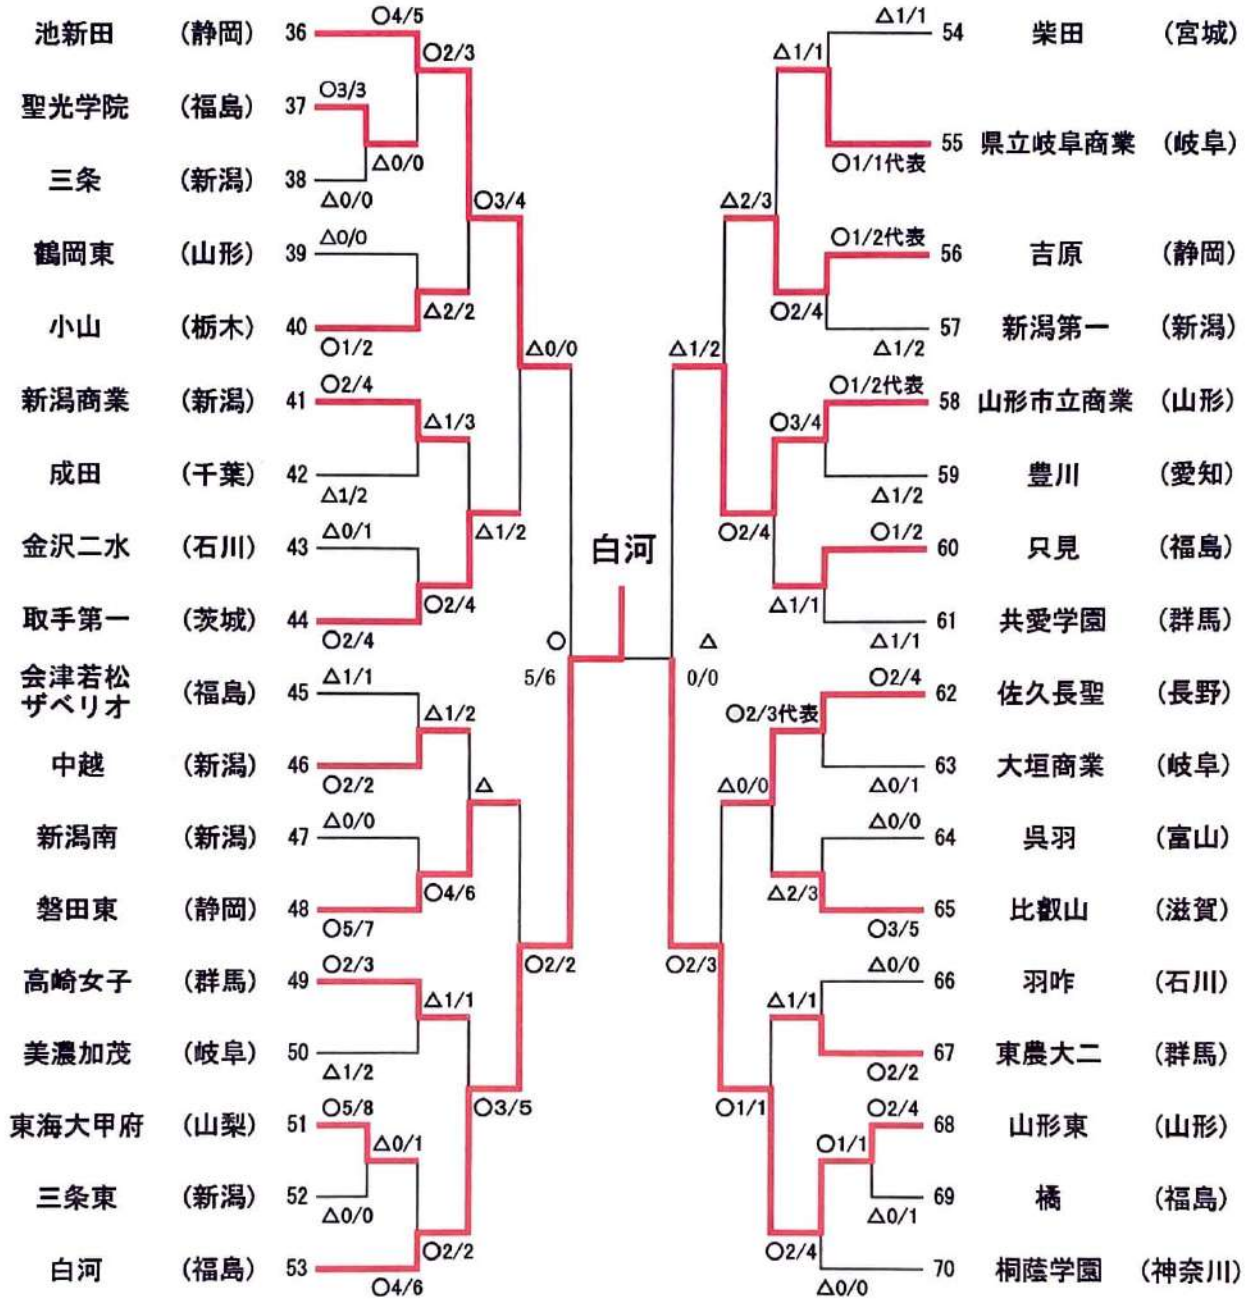 池新田 (静岡) 36
聖光学院 (福島) 37
三条 (新潟) 38
鶴岡東 (山形) 39
小山 (栃木) 40
新潟商業 (新潟) 41
成田 (千葉) 42
金沢二水 (石川) 43
取手第一 (茨城) 44
会津若松
ザベリオ (福島) 45
中越 (新潟) 46
新潟南 (新潟) 47
磐田東 (静岡) 48
高崎女子 (群馬) 49
美濃加茂 (岐阜) 50
東海大甲府 (山梨) 51
三条東 (新潟) 52
白河 (福島) 53
○4/5
○3/3
△0/0
△0/0
○1/2
○2/4
△1/2
△0/1
○2/4
△1/1
○2/2
△0/0
○5/7
○2/3
△1/2
○5/8
△0/0
○4/6
○2/3
△0/0
△2/2
△1/3
○2/4
△1/2
○4/6
△1/1
△0/1
○2/2
○3/4
△1/2
△
○3/5
△0/0
○2/2
○
5/6
白河
△
0/0
△1/2
○2/3
△2/3
○2/4
△0/0
○1/1
△1/1
○2/4
○3/4
△1/1
○2/3代表
△2/3
△1/1
○1/1
○2/4
△1/1
○1/1代表
○1/2代表
△1/2
○1/2代表
△1/2
○1/2
△1/1
○2/4
△0/1
△0/0
○3/5
△0/0
○2/2
○2/4
△0/1
△0/0
54 柴田 (宮城)
55 県立岐阜商業 (岐阜)
56 吉原 (静岡)
57 新潟第一 (新潟)
58 山形市立商業 (山形)
59 豊川 (愛知)
60 只見 (福島)
61 共愛学園 (群馬)
62 佐久長聖 (長野)
63 大垣商業 (岐阜)
64 呉羽 (富山)
65 比叡山 (滋賀)
66 羽咋 (石川)
67 東農大二 (群馬)
68 山形東 (山形)
69 橘 (福島)
70 桐蔭学園 (神奈川)